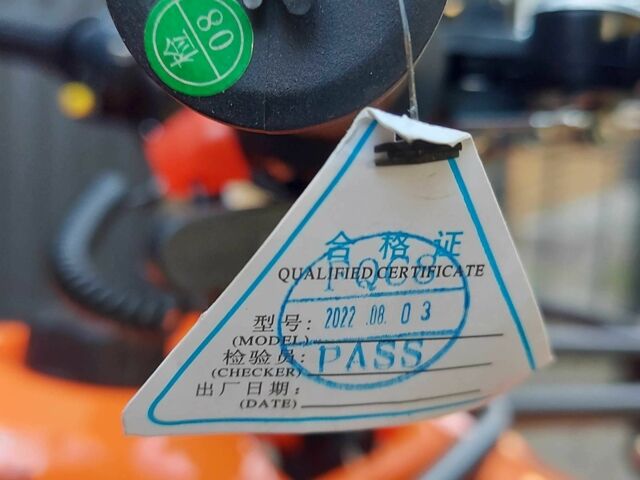 检 08
合格证
QUALIFIED CERTIFICATE
PQC8
型号:
2022.08.03
(MODEL)
检验员:
PASS
(CHECKER)
出厂日期:
(DATE)